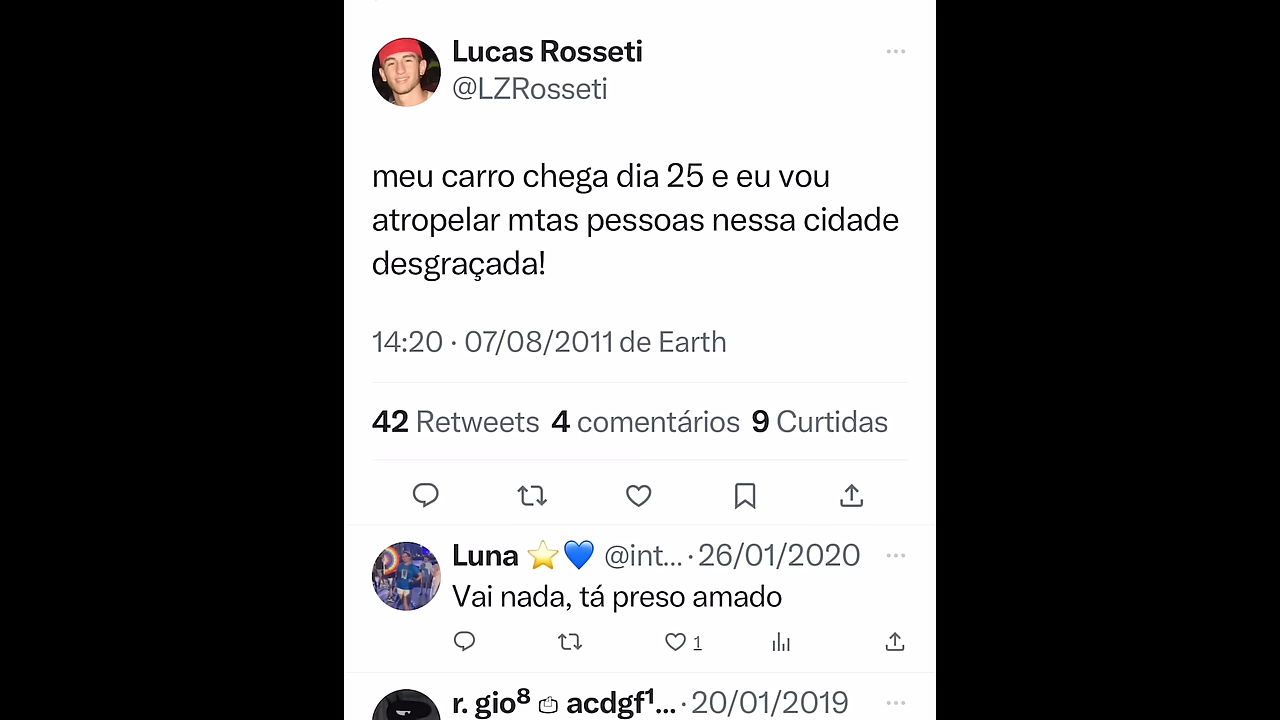 Lucas Rosseti
@LZRosseti
meu carro chega dia 25 e eu vou
atropelar mtas pessoas nessa cidade
desgraçada!
14:20 · 07/08/2011 de Earth
42 Retweets 4 comentários 9 Curtidas
Luna ⭐💙 @int... · 26/01/2020
Vai nada, tá preso amado
1
r. gio⁸ acdgf¹... · 20/01/2019